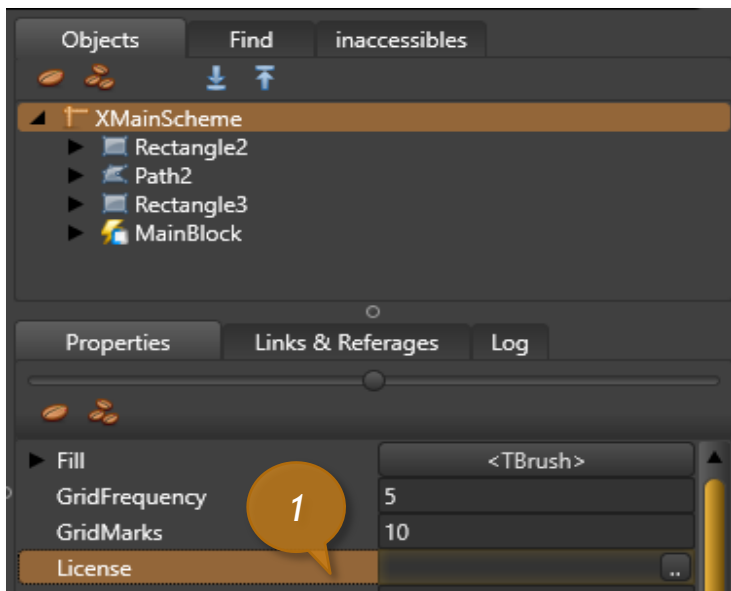 Objects Find inaccessibles
XMainScheme
Rectangle2
Path2
Rectangle3
MainBlock
Properties Links & Referages Log
Fill <TBrush>
GridFrequency 5
GridMarks 10
License ..
1